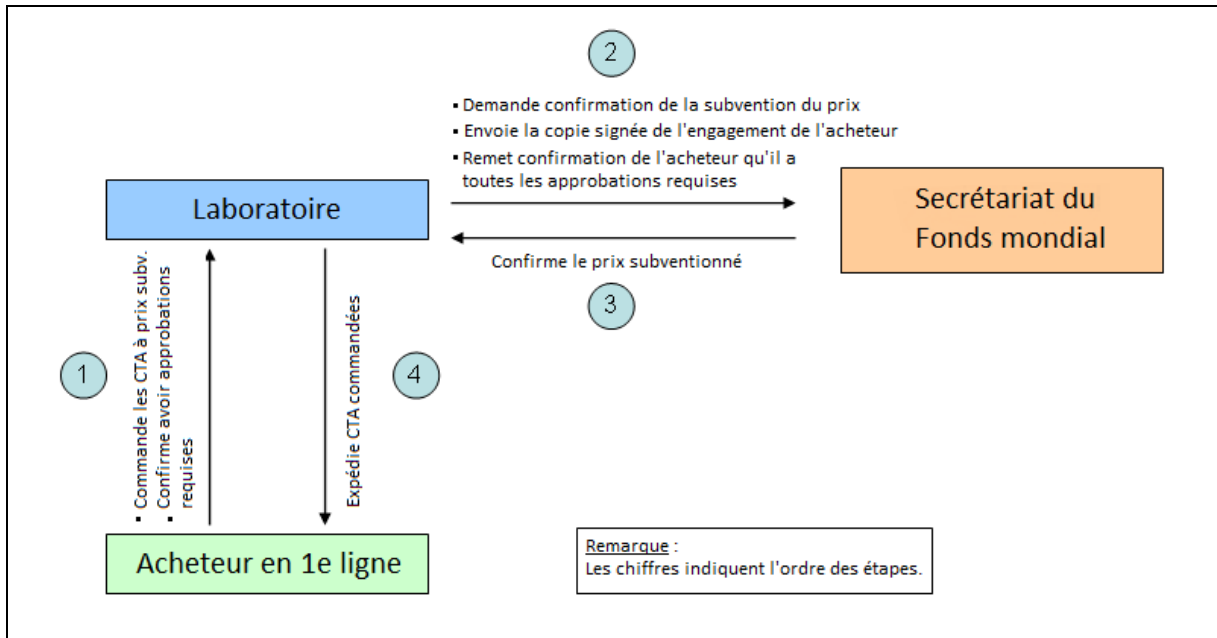 2
▪ Demande confirmation de la subvention du prix
▪ Envoie la copie signée de l'engagement de l'acheteur
▪ Remet confirmation de l'acheteur qu'il a
toutes les approbations requises
Laboratoire
Secrétariat du
Fonds mondial
Confirme le prix subventionné
3
1
▪ Commande les CTA à prix subv.
▪ Confirme avoir approbations
requises
Expédie CTA commandées
4
Acheteur en 1e ligne
Remarque :
Les chiffres indiquent l'ordre des étapes.